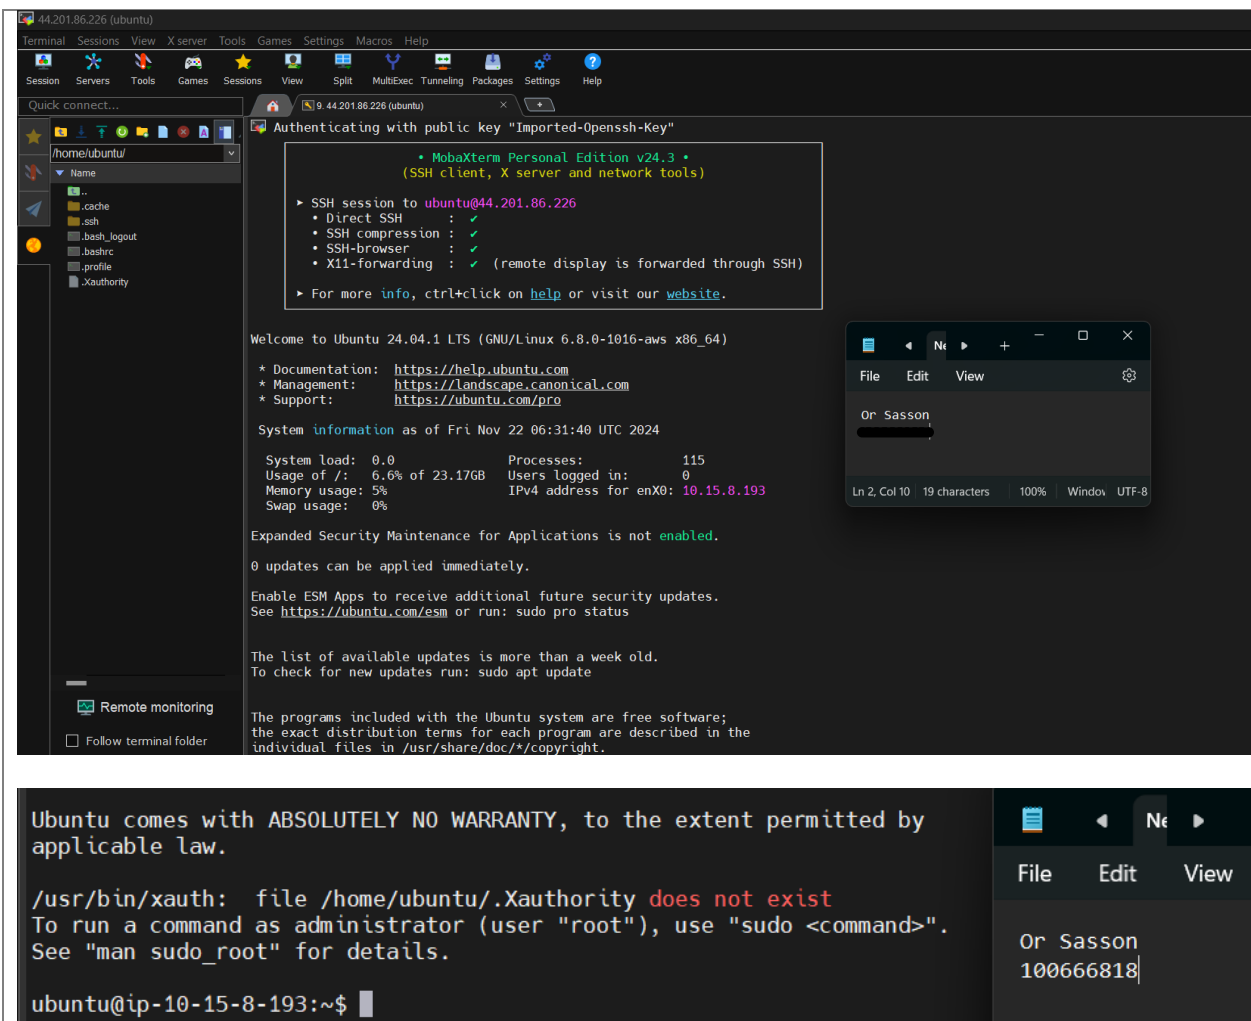 44.201.86.226 (ubuntu)
Terminal Sessions View X server Tools Games Settings Macros Help
Session Servers Tools Games Sessions View Split MultiExec Tunneling Packages Settings Help
Quick connect...
9. 44.201.86.226 (ubuntu)
/home/ubuntu/
Name
..
.cache
.ssh
.bash_logout
.bashrc
.profile
.Xauthority
Remote monitoring
Follow terminal folder
Authenticating with public key "Imported-Openssh-Key"
• MobaXterm Personal Edition v24.3 •
(SSH client, X server and network tools)
➤ SSH session to ubuntu@44.201.86.226
• Direct SSH : ✔
• SSH compression : ✔
• SSH-browser : ✔
• X11-forwarding : ✔ (remote display is forwarded through SSH)
➤ For more info, ctrl+click on help or visit our website.
Welcome to Ubuntu 24.04.1 LTS (GNU/Linux 6.8.0-1016-aws x86_64)
* Documentation: https://help.ubuntu.com
* Management: https://landscape.canonical.com
* Support: https://ubuntu.com/pro
System information as of Fri Nov 22 06:31:40 UTC 2024
System load: 0.0 Processes: 115
Usage of /: 6.6% of 23.17GB Users logged in: 0
Memory usage: 5% IPv4 address for enX0: 10.15.8.193
Swap usage: 0%
Expanded Security Maintenance for Applications is not enabled.
0 updates can be applied immediately.
Enable ESM Apps to receive additional future security updates.
See https://ubuntu.com/esm or run: sudo pro status
The list of available updates is more than a week old.
To check for new updates run: sudo apt update
The programs included with the Ubuntu system are free software;
the exact distribution terms for each program are described in the
individual files in /usr/share/doc/*/copyright.
Ne
File Edit View
Or Sasson
Ln 2, Col 10 19 characters 100% Window UTF-8
Ubuntu comes with ABSOLUTELY NO WARRANTY, to the extent permitted by
applicable law.
/usr/bin/xauth: file /home/ubuntu/.Xauthority does not exist
To run a command as administrator (user "root"), use "sudo <command>".
See "man sudo_root" for details.
ubuntu@ip-10-15-8-193:~$
Ne
File Edit View
Or Sasson
100666818